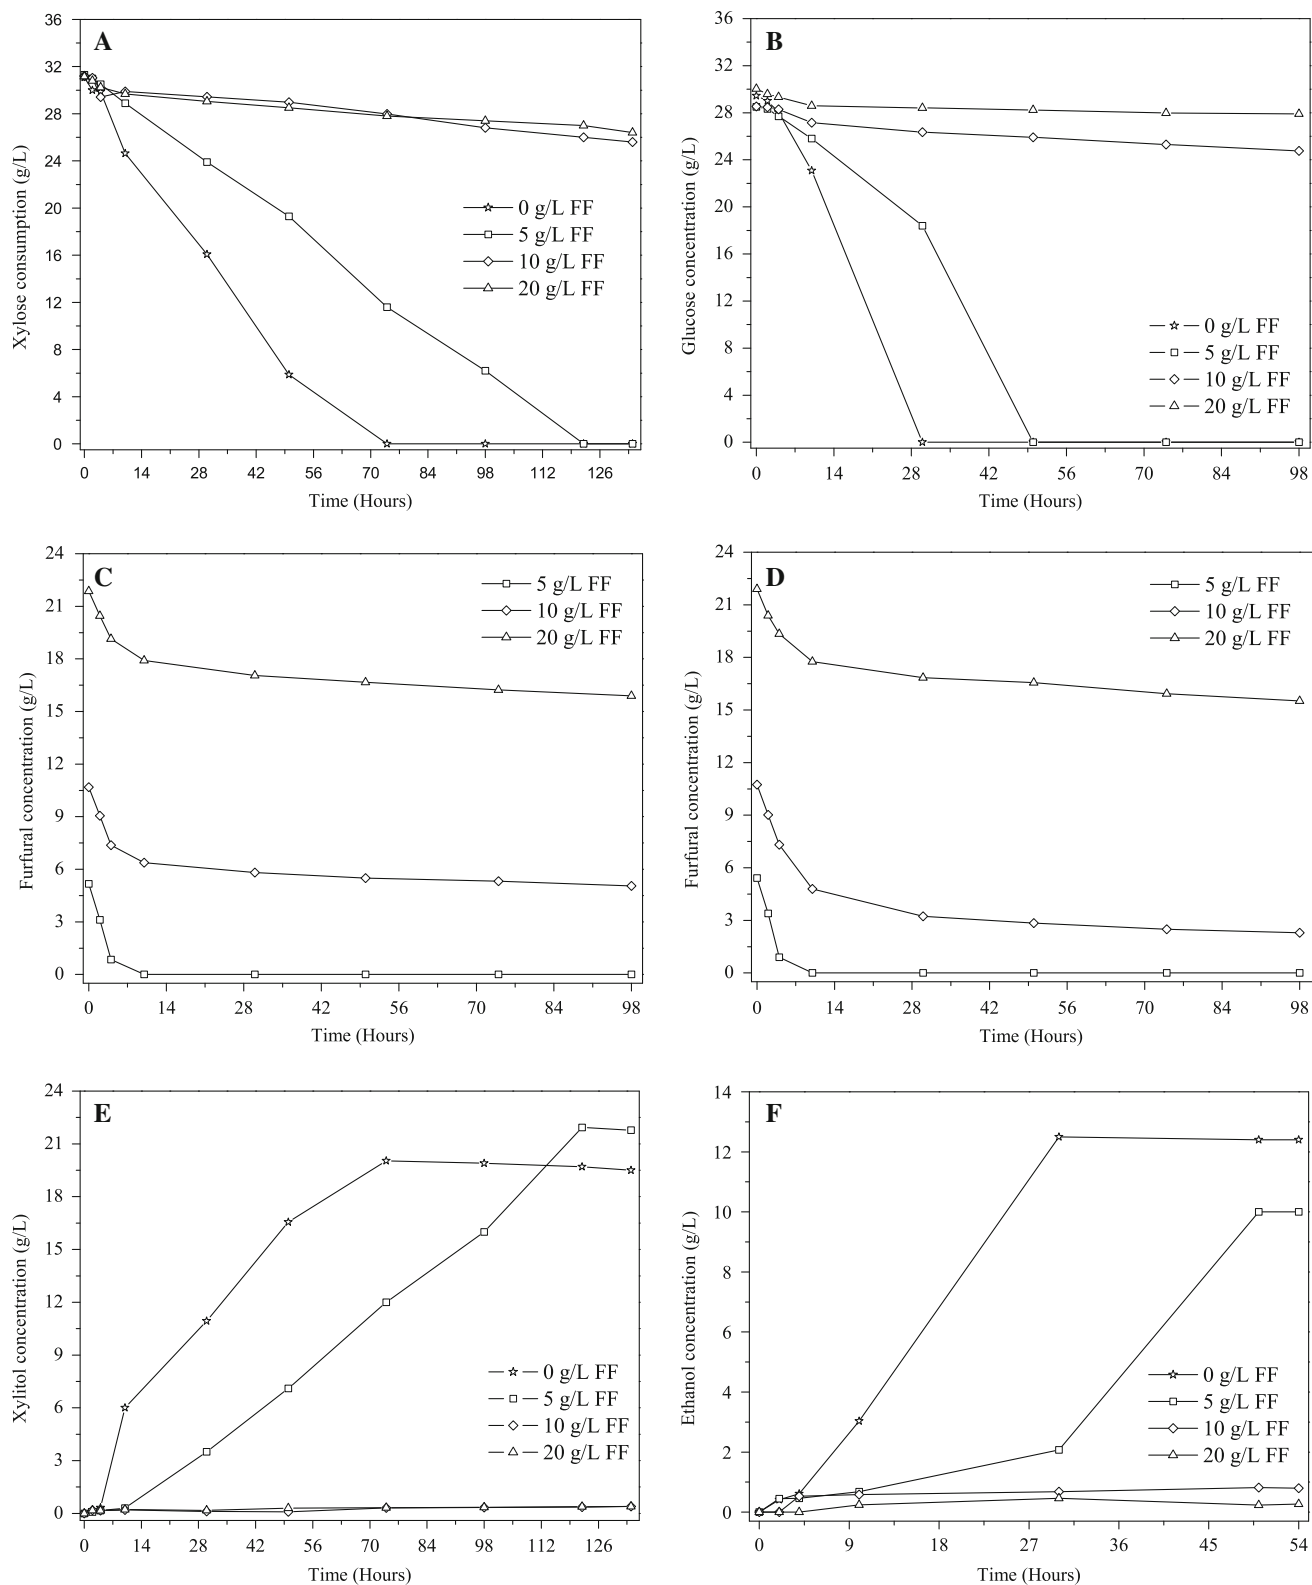 A
36
32
28
24
20
16
12
8
4
0
Xylose consumption (g/L)
0 g/L FF
5 g/L FF
10 g/L FF
20 g/L FF
0 14 28 42 56 70 84 98 112 126
Time (Hours)
B
36
32
28
24
20
16
12
8
4
0
Glucose concentration (g/L)
0 g/L FF
5 g/L FF
10 g/L FF
20 g/L FF
0 14 28 42 56 70 84 98
Time (Hours)
C
24
21
18
15
12
9
6
3
0
Furfural concentration (g/L)
5 g/L FF
10 g/L FF
20 g/L FF
0 14 28 42 56 70 84 98
Time (Hours)
D
24
21
18
15
12
9
6
3
0
Furfural concentration (g/L)
5 g/L FF
10 g/L FF
20 g/L FF
0 14 28 42 56 70 84 98
Time (Hours)
E
24
21
18
15
12
9
6
3
0
Xylitol concentration (g/L)
0 g/L FF
5 g/L FF
10 g/L FF
20 g/L FF
0 14 28 42 56 70 84 98 112 126
Time (Hours)
F
14
12
10
8
6
4
2
0
Ethanol concentration (g/L)
0 g/L FF
5 g/L FF
10 g/L FF
20 g/L FF
0 9 18 27 36 45 54
Time (Hours)